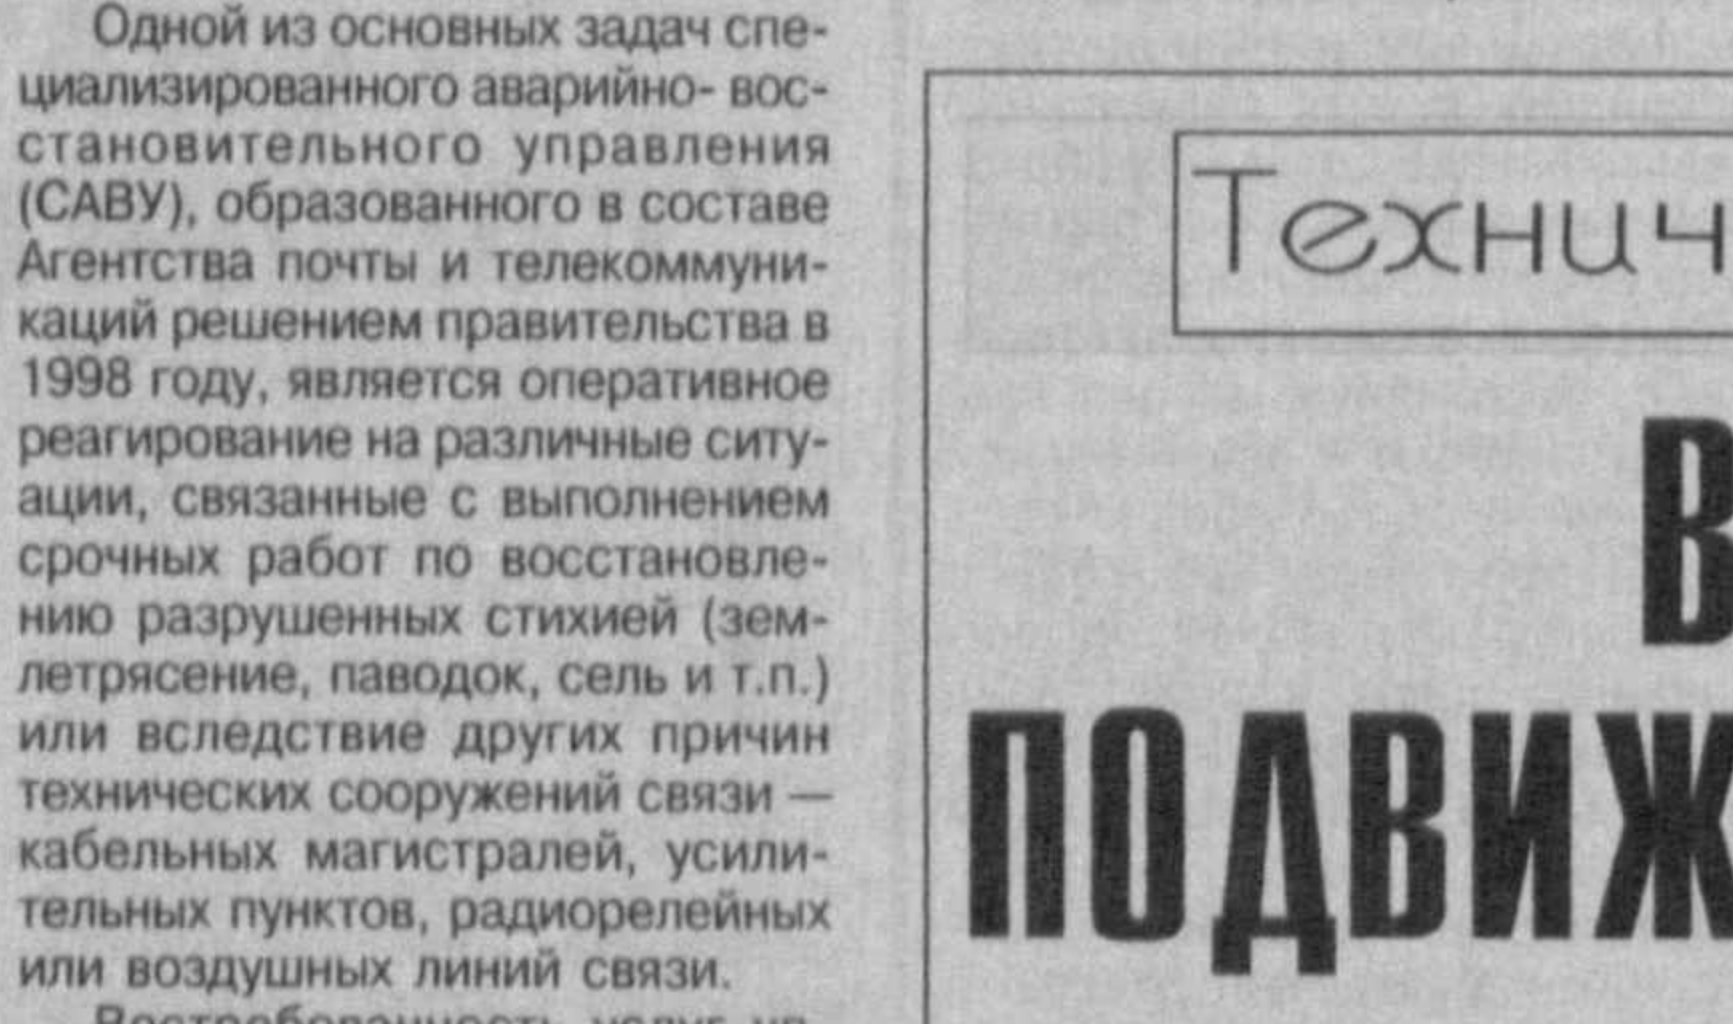 Одной из основных задач спе-
циализированного аварийно- вос-
становительного управления
(САВУ), образованного в составе
Агентства почты и телекоммуни-
каций решением правительства в
1998 году, является оперативное
реагирование на различные ситу-
ации, связанные с выполнением
срочных работ по восстановле-
нию разрушенных стихией (зем-
летрясение, паводок, сель и т.п.)
или вследствие других причин
технических сооружений связи —
кабельных магистралей, усили-
тельных пунктов, радиорелейных
или воздушных линий связи.
Востребованность услуг уп-
Технич
В
ПОДВИЖ